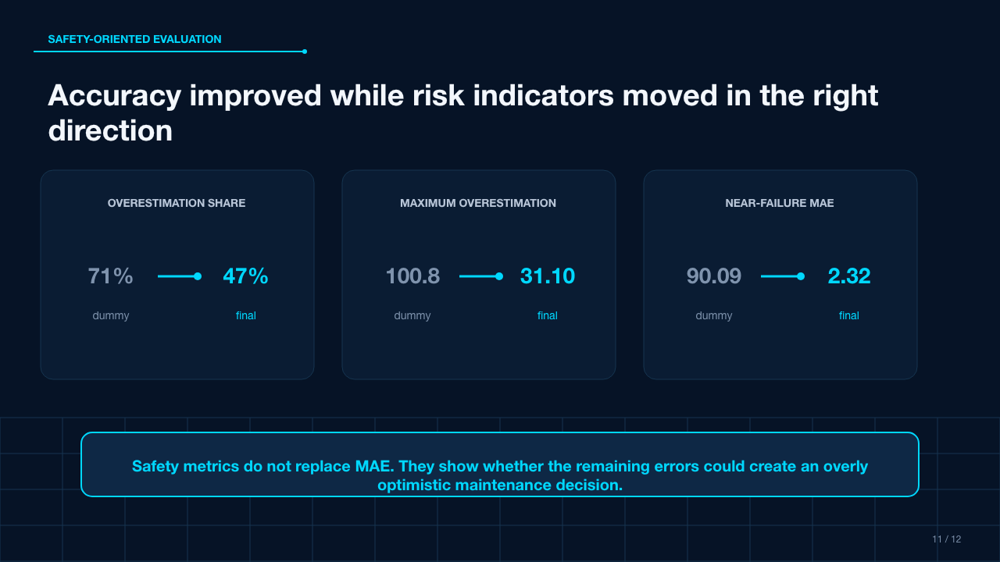 SAFETY-ORIENTED EVALUATION
Accuracy improved while risk indicators moved in the right
direction
OVERESTIMATION SHARE
71%
47%
dummy
final
MAXIMUM OVERESTIMATION
100.8
31.10
dummy
final
NEAR-FAILURE MAE
90.09
2.32
dummy
final
Safety metrics do not replace MAE. They show whether the remaining errors could create an overly
optimistic maintenance decision.
11 / 12